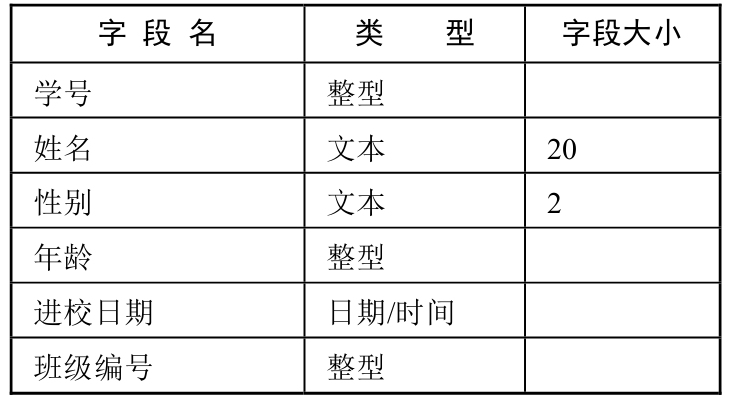 字 段 名 类 型 字段大小
学号 整型
姓名 文本 20
性别 文本 2
年龄 整型
进校日期 日期/时间
班级编号 整型